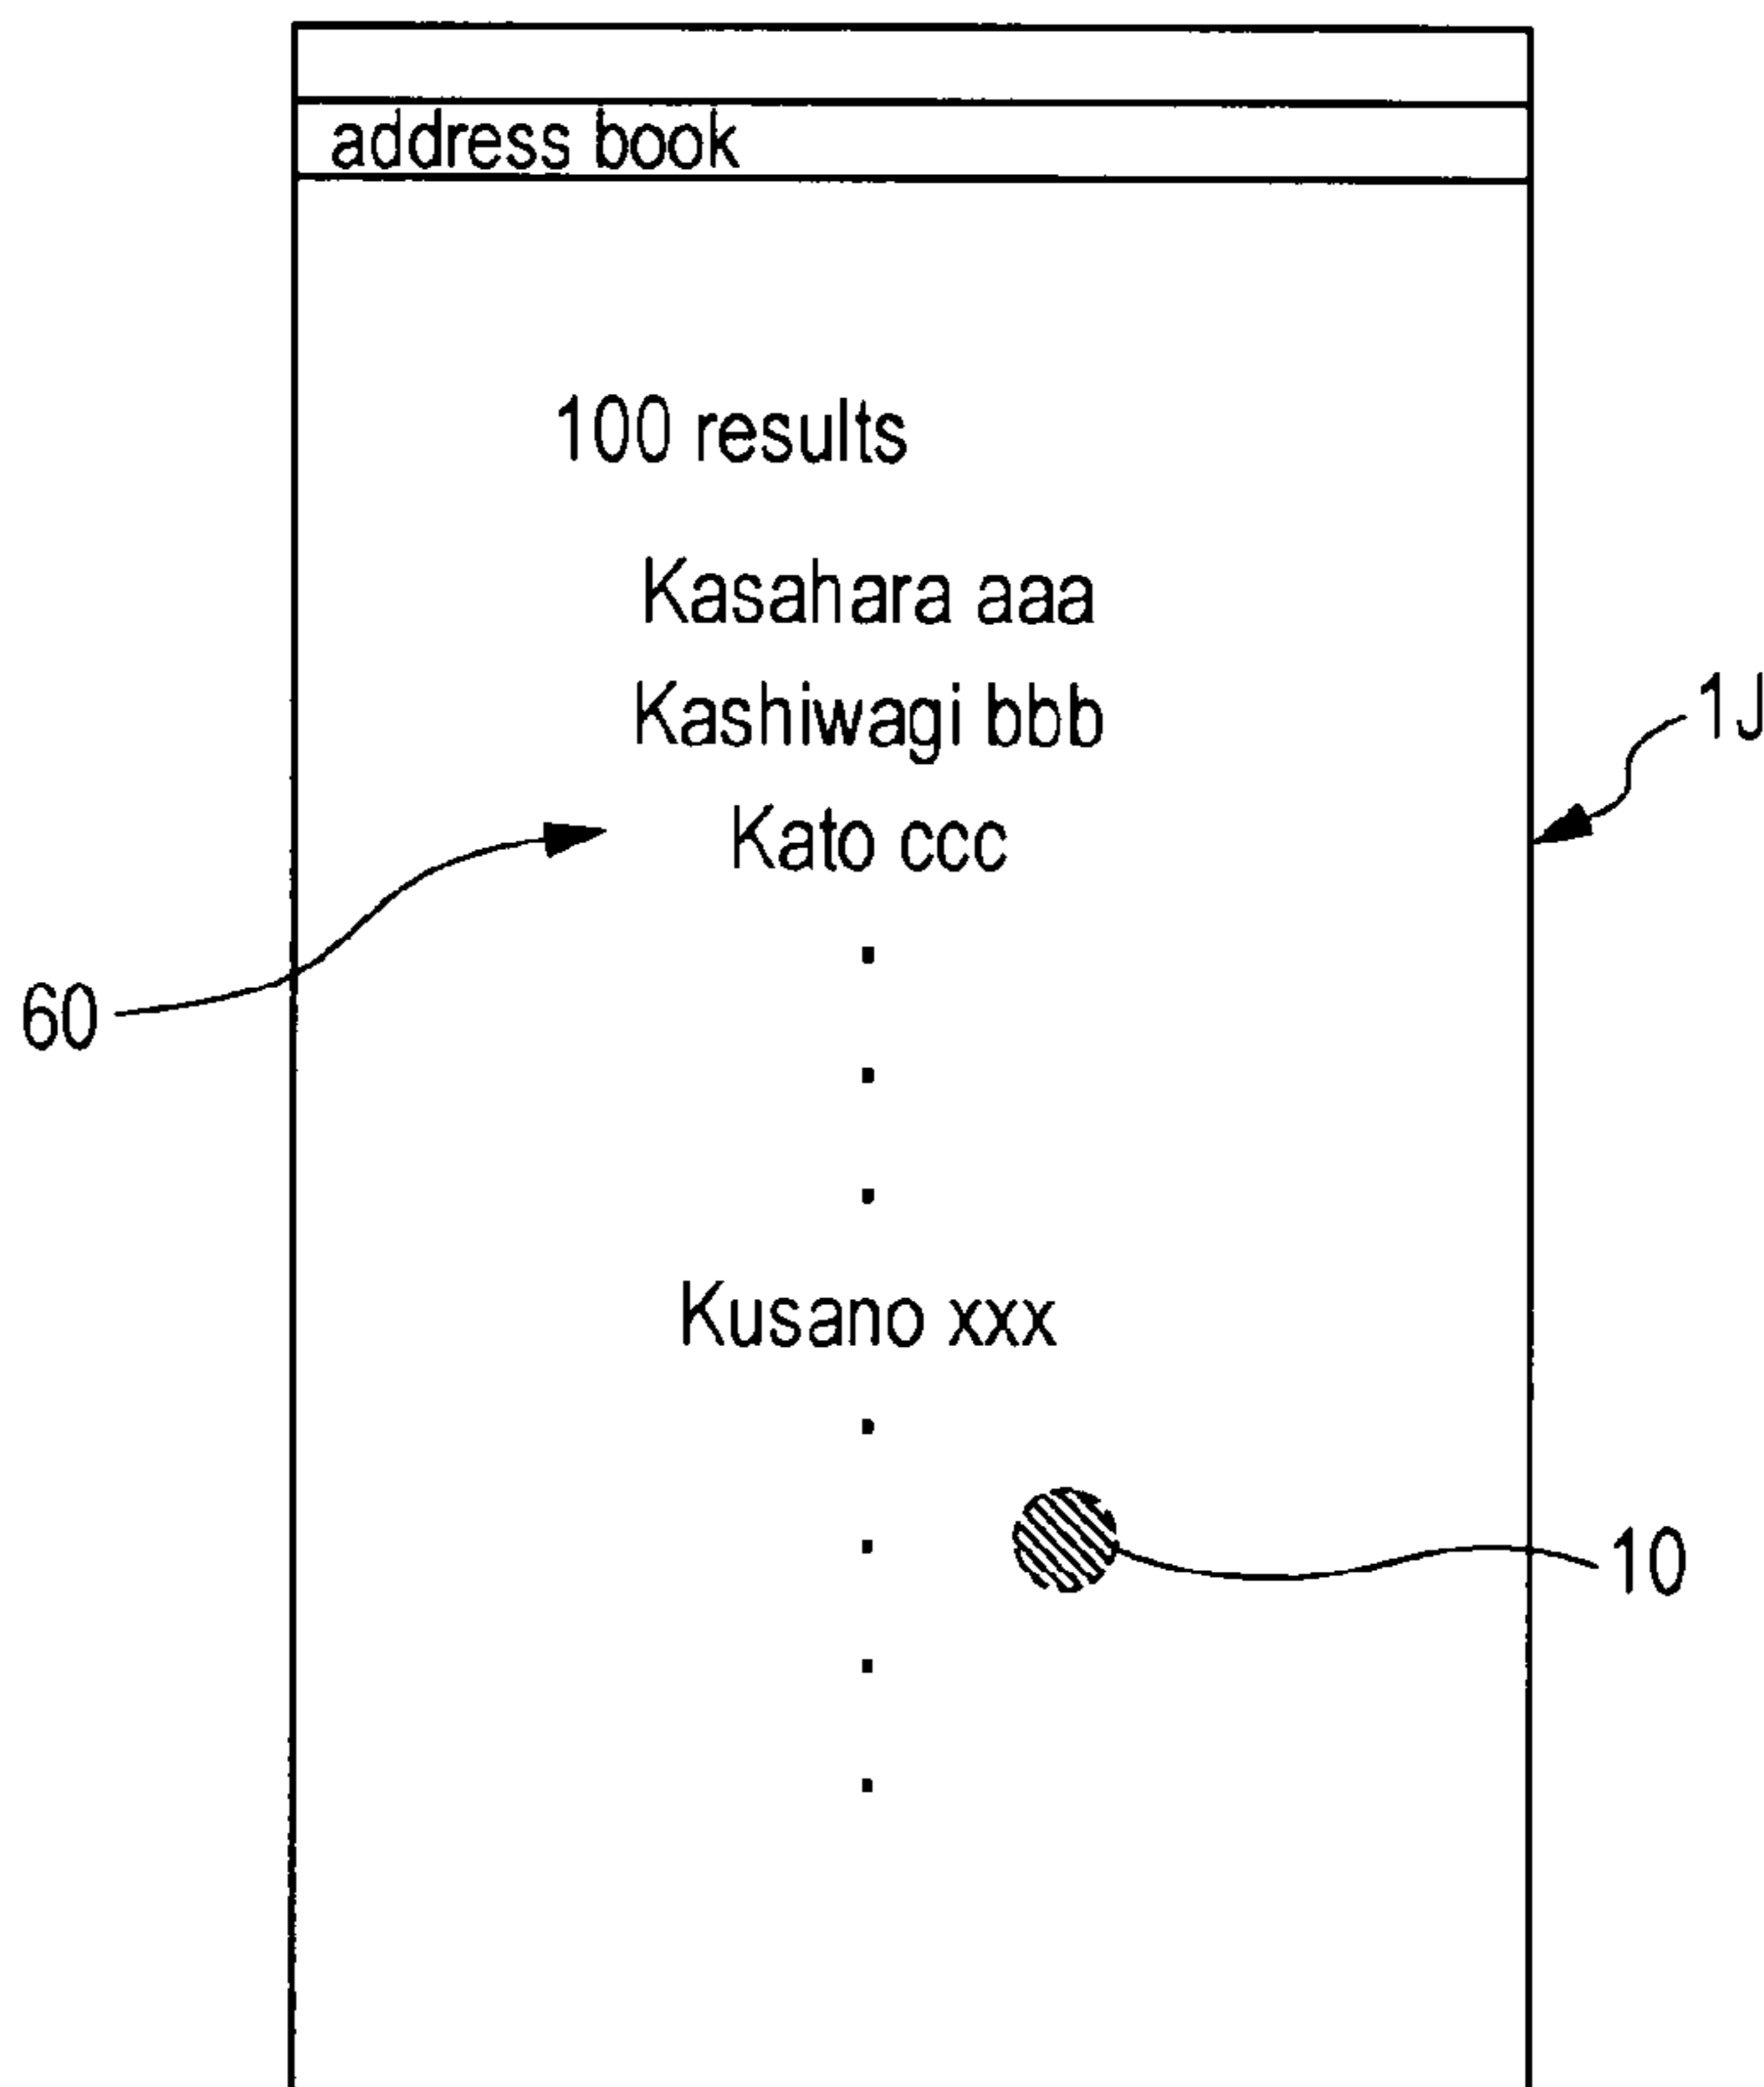 address book
100 results
Kasahara aaa
Kashiwagi bbb
1J
Kato ccc
60
Kusano xxx
10